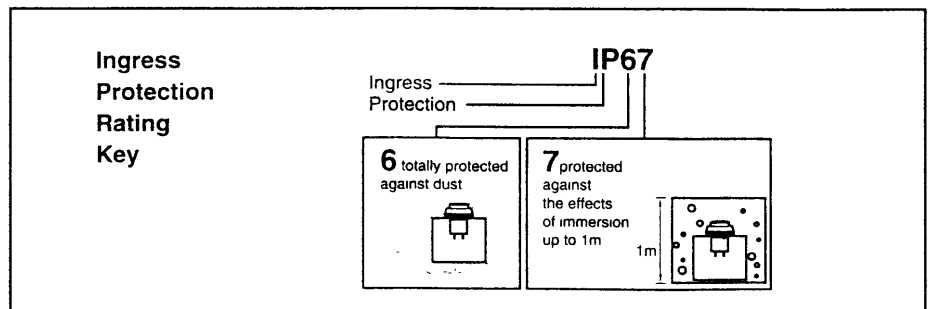 Ingress
Protection
Rating
Key
IP67
Ingress
Protection
6 totally protected
against dust
7 protected
against
the effects
of immersion
up to 1m
1m